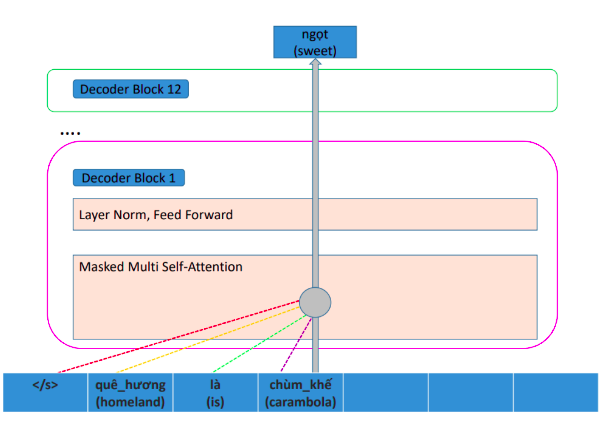 ngọt
(sweet)
Decoder Block 12
....
Decoder Block 1
Layer Norm, Feed Forward
Masked Multi Self-Attention
</s> quê_hương là chùm_khế
(homeland) (is) (carambola)